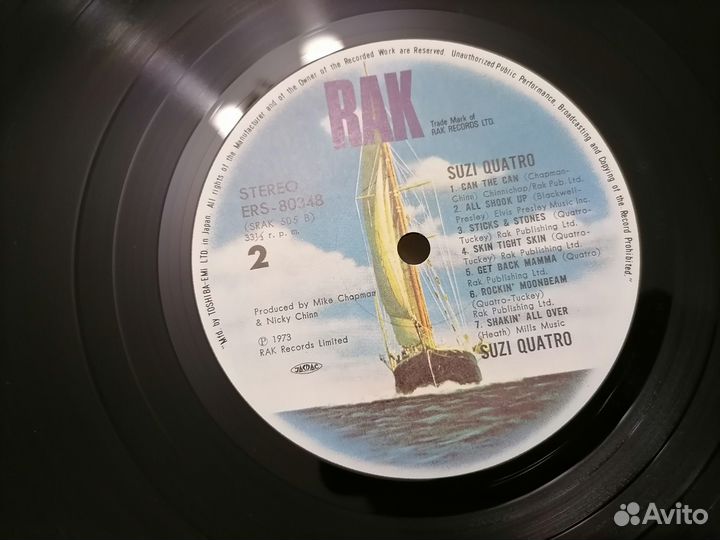 "Mfd. by TOSHIBA-EMI LTD. in Japan. All rights of the Manufacturer and of the Owner of the Recorded Work are Reserved. Unauthorized Public Performance, Broadcasting and Copying of the Record Prohibited."
RAK
Trade Mark of
RAK RECORDS LTD.
STEREO
ERS-80348
(SRAK 505 B)
33⅓ r. p. m.
2
Produced by Mike Chapman
& Nicky Chinn
Ⓟ 1973
RAK Records Limited
JASRAC
SUZI QUATRO
1. CAN THE CAN (Chapman-
Chinn) Chinnichap/Rak Pub. Ltd.
2. ALL SHOOK UP (Blackwell-
Presley) Elvis Presley Music Inc.
3. STICKS & STONES (Quatro-
Tuckey) Rak Publishing Ltd.
4. SKIN TIGHT SKIN (Quatro-
Tuckey) Rak Publishing Ltd.
5. GET BACK MAMMA (Quatro)
Rak Publishing Ltd.
6. ROCKIN' MOONBEAM
(Quatro-Tuckey)
Rak Publishing Ltd.
7. SHAKIN' ALL OVER
(Heath) Mills Music
SUZI QUATRO
Avito